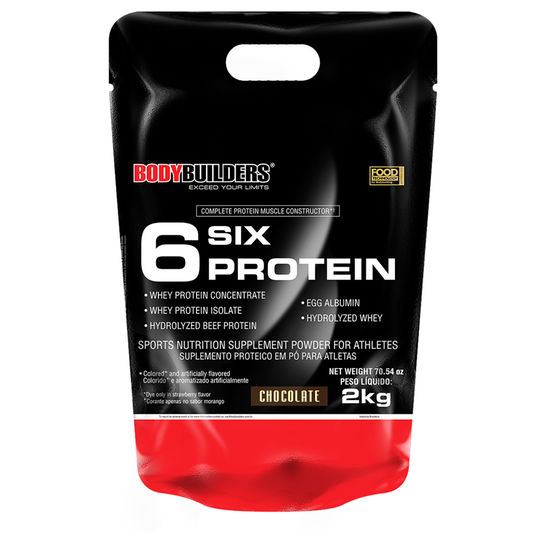 BODYBUILDERS®
EXCEED YOUR LIMITS
FOOD
COMPLETE PROTEIN MUSCLE CONSTRUCTOR
6 SIX
PROTEIN
• WHEY PROTEIN CONCENTRATE
• WHEY PROTEIN ISOLATE
• HYDROLYZED BEEF PROTEIN
• EGG ALBUMIN
• HYDROLYZED WHEY
SPORTS NUTRITION SUPPLEMENT POWDER FOR ATHLETES
SUPLEMENTO PROTEICO EM PÓ PARA ATLETAS
• Colored* and artificially flavored
Colorido* e aromatizado artificialmente
*Dye only in strawberry flavor
*Corante apenas no sabor morango
CHOCOLATE
NET WEIGHT 70.54 oz
PESO LÍQUIDO:
2kg